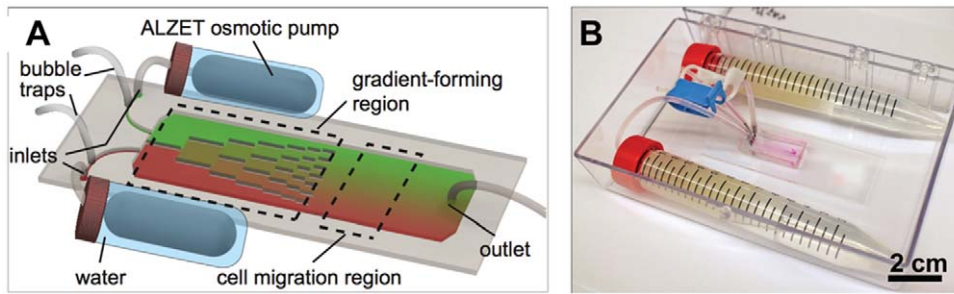 A
ALZET osmotic pump
bubble
traps
gradient-forming
region
inlets
water
cell migration region
outlet
B
2 cm